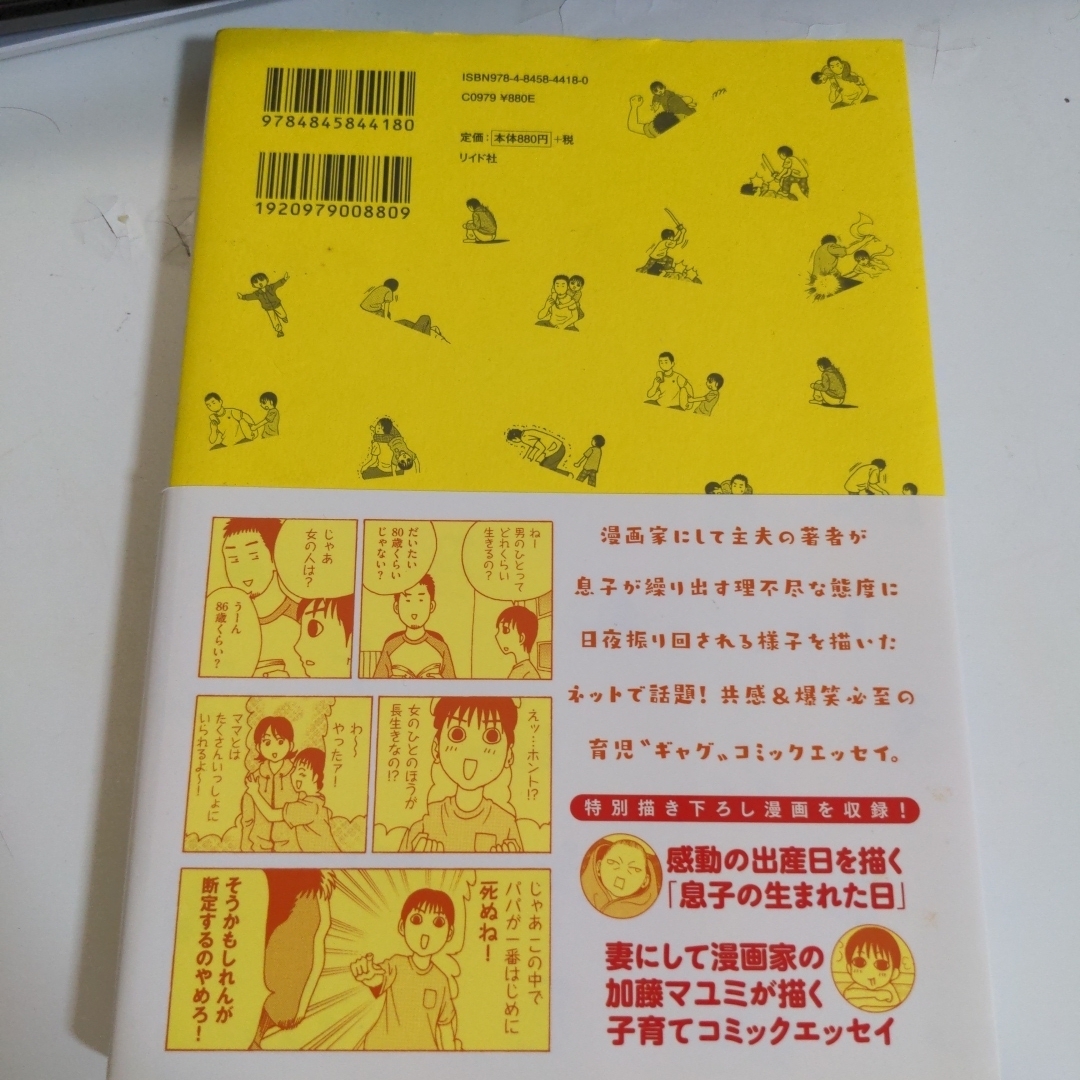 9784845844180
1920979008809
ISBN978-4-8458-4418-0
C0979 ¥880E
定価：本体880円+税
リイド社
ねー
男のひとって
どれくらい
生きるの？
だいたい
80歳くらい
じゃない？
じゃあ
女の人は？
うーん
86歳くらい？
えッ…ホント!?
女のひとのほうが
長生きなの!?
わ〜〜
やったァー
ママとは
たくさんいっしょに
いられるよ〜！
じゃあこの中で
パパが一番はじめに
死ぬね！
そうかもしれんが
断定するのやめろ！
漫画家にして主夫の著者が
息子が繰り出す理不尽な態度に
日夜振り回される様子を描いた
ネットで話題！共感＆爆笑必至の
育児〝ギャグ〟コミックエッセイ。
特別描き下ろし漫画を収録！
感動の出産日を描く
「息子の生まれた日」
妻にして漫画家の
加藤マユミが描く
子育てコミックエッセイ